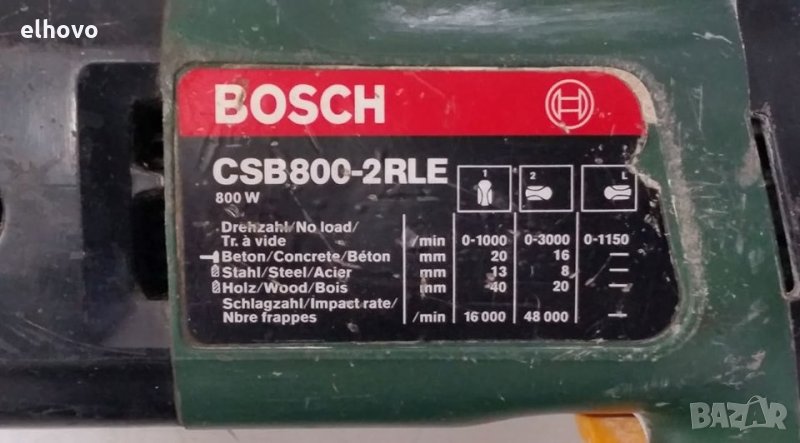 elhovo
BOSCH
CSB800-2RLE
800 W
1 2 L
Drehzahl/No load/
Tr. à vide /min 0-1000 0-3000 0-1150
Beton/Concrete/Béton mm 20 16 —
Stahl/Steel/Acier mm 13 8 —
Holz/Wood/Bois mm 40 20 —
Schlagzahl/Impact rate/
Nbre frappes /min 16 000 48 000 —
BAZAR